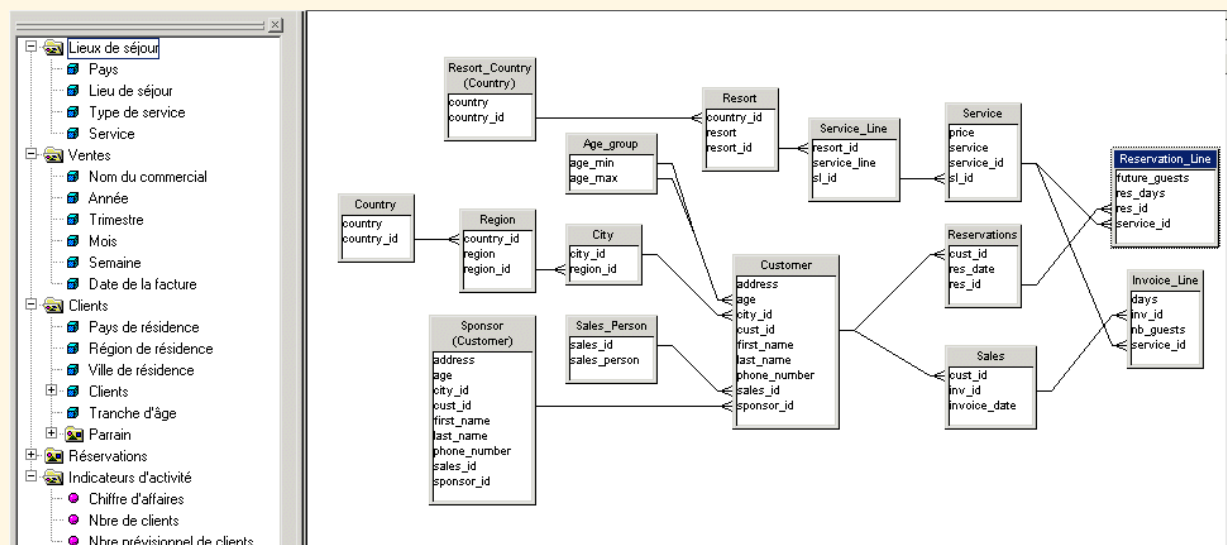 Lieux de séjour
Pays
Lieu de séjour
Type de service
Service
Ventes
Nom du commercial
Année
Trimestre
Mois
Semaine
Date de la facture
Clients
Pays de résidence
Région de résidence
Ville de résidence
Clients
Tranche d'âge
Parrain
Réservations
Indicateurs d'activité
Chiffre d'affaires
Nbre de clients
Nbre prévisionnel de clients
Resort_Country
(Country)
country
country_id
Resort
country_id
resort
resort_id
Age_group
age_min
age_max
Service_Line
resort_id
service_line
sl_id
Service
price
service
service_id
sl_id
Reservation_Line
future_guests
res_days
res_id
service_id
Country
country
country_id
Region
country_id
region
region_id
City
city_id
region_id
Customer
address
age
city_id
cust_id
first_name
last_name
phone_number
sales_id
sponsor_id
Reservations
cust_id
res_date
res_id
Invoice_Line
days
inv_id
nb_guests
service_id
Sponsor
(Customer)
address
age
city_id
cust_id
first_name
last_name
phone_number
sales_id
sponsor_id
Sales_Person
sales_id
sales_person
Sales
cust_id
inv_id
invoice_date